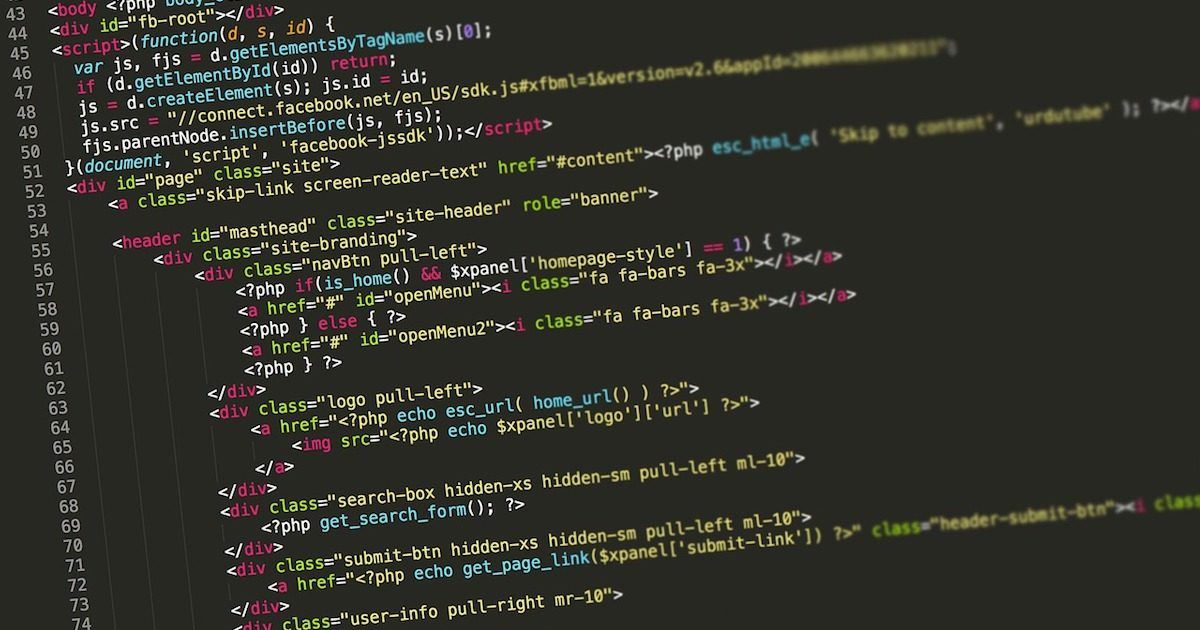 43 <body <?php
44 <div id="fb-root"></div>
45 <script>(function(d, s, id) {
46 var js, fjs = d.getElementsByTagName(s)[0];
47 if (d.getElementById(id)) return;
48 js = d.createElement(s); js.id = id;
49 js.src = "//connect.facebook.net/en_US/sdk.js#xfbml=1&version=v2.6&appId=
50 fjs.parentNode.insertBefore(js, fjs);
51 }(document, 'script', 'facebook-jssdk'));</script>
52 <div id="page" class="site">
53 <a class="skip-link screen-reader-text" href="#content"><?php esc_html_e( 'Skip to content', 'urdutube' ); ?></a
54
55 <header id="masthead" class="site-header" role="banner">
56 <div class="site-branding">
57 <div class="navBtn pull-left">
58 <?php if(is_home() && $xpanel['homepage-style'] == 1) { ?>
59 <a href="#" id="openMenu"><i class="fa fa-bars fa-3x"></i></a>
60 <?php } else { ?>
61 <a href="#" id="openMenu2"><i class="fa fa-bars fa-3x"></i></a>
62 <?php } ?>
63 </div>
64 <div class="logo pull-left">
65 <a href="<?php echo esc_url( home_url() ) ?>">
66 <img src="<?php echo $xpanel['logo']['url'] ?>">
67 </a>
68 </div>
69 <div class="search-box hidden-xs hidden-sm pull-left ml-10">
70 <?php get_search_form(); ?>
71 </div>
72 <div class="submit-btn hidden-xs hidden-sm pull-left ml-10">
73 <a href="<?php echo get_page_link($xpanel['submit-link']) ?>" class="header-submit-btn"><i class
74 </div>
<div class="user-info pull-right mr-10">